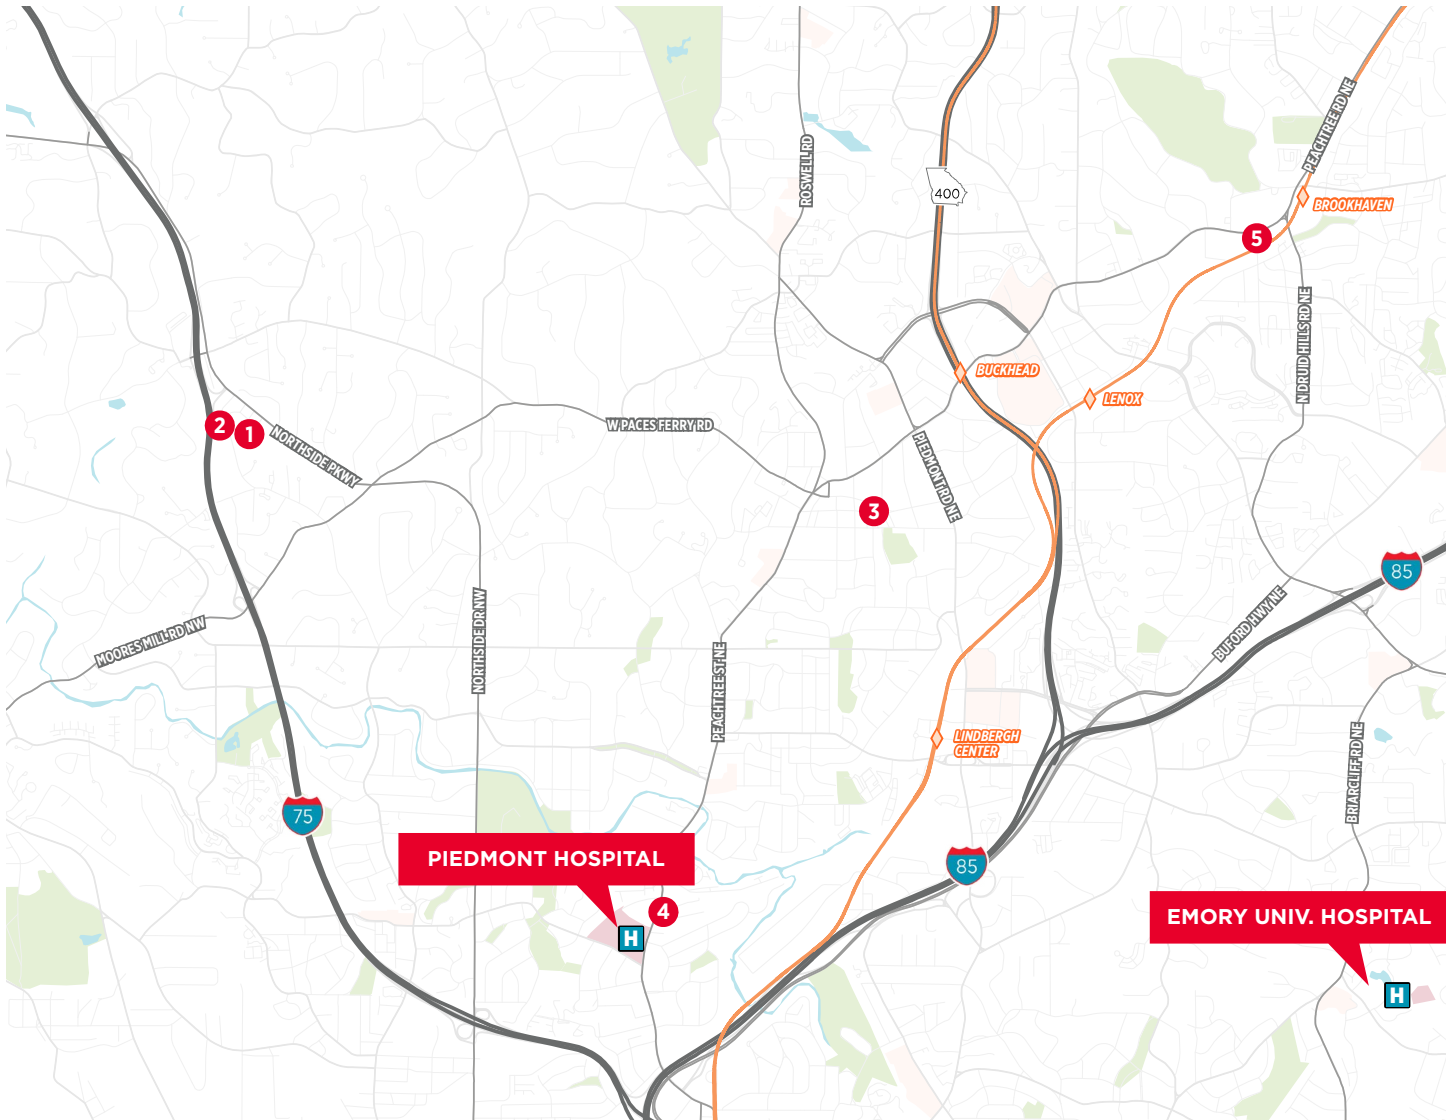 PEACHTREE RD NE
ROSWELL RD
400
BROOKHAVEN
5
N DRUID HILLS RD NE
BUCKHEAD
LENOX
2
1
NORTHSIDE PKWY
W PACES FERRY RD
PIEDMONT RD NE
3
85
BUFORD HWY NE
MOORES MILL RD NW
NORTHSIDE DR NW
PEACHTREE ST NE
LINDBERGH
CENTER
BRIARCLIFF RD NE
75
PIEDMONT HOSPITAL
85
4
H
EMORY UNIV. HOSPITAL
H